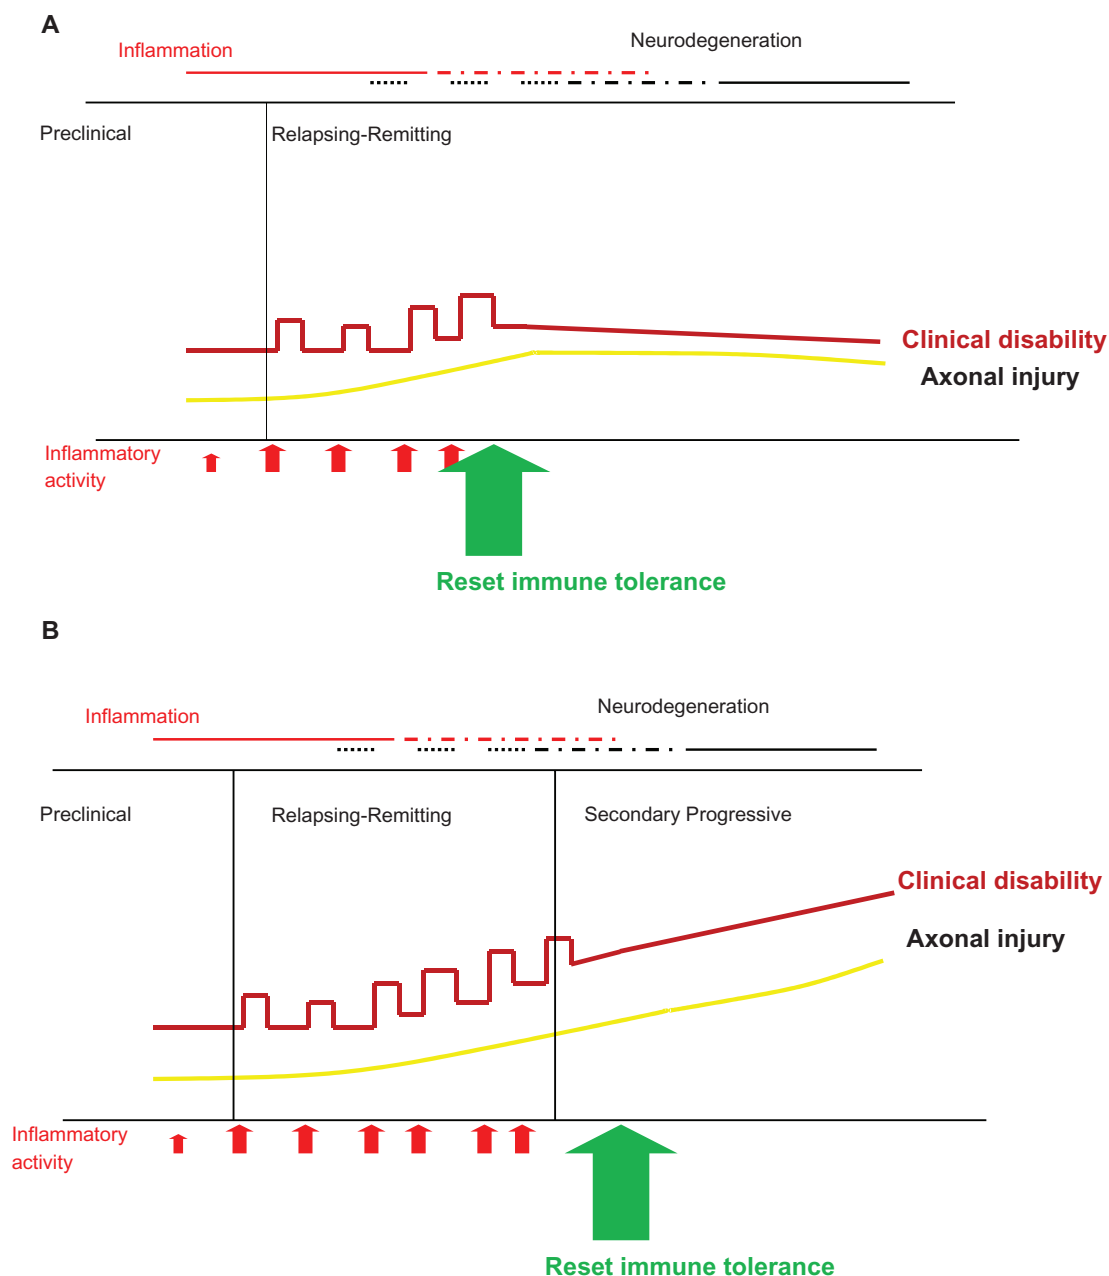 A
Inflammation
Neurodegeneration
Preclinical
Relapsing-Remitting
Clinical disability
Axonal injury
Inflammatory
activity
Reset immune tolerance
B
Inflammation
Neurodegeneration
Preclinical
Relapsing-Remitting
Secondary Progressive
Clinical disability
Axonal injury
Inflammatory
activity
Reset immune tolerance